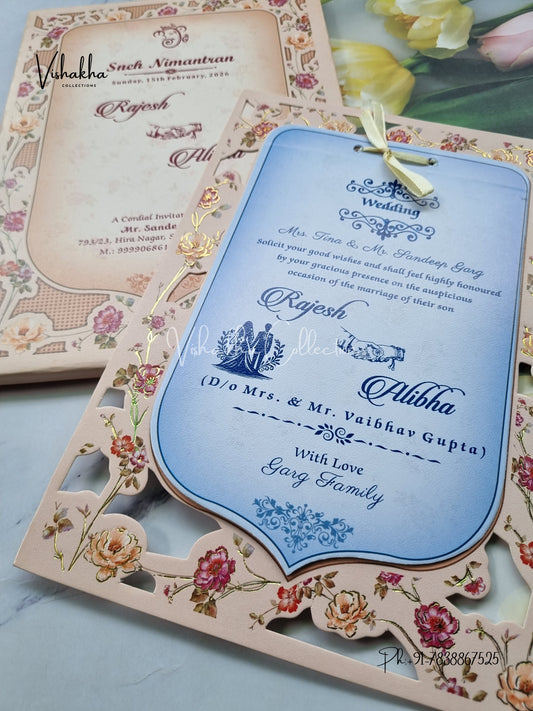 Vishakha
COLLECTIONS
Sneh Nimantran
Sunday, 15th February, 2026
Rajesh
Alibha
A Cordial Invitat
Mr. Sande
793/23, Hira Nagar, S
M.: 999906861
Wedding
Mrs. Tina & Mr. Sandeep Garg
Solicit your good wishes and shall feel highly honoured
by your gracious presence on the auspicious
occasion of the marriage of their son
Rajesh
Alibha
(D/o Mrs. & Mr. Vaibhav Gupta)
With Love
Garg Family
Vishakha Collections
Ph.+91-7838867525